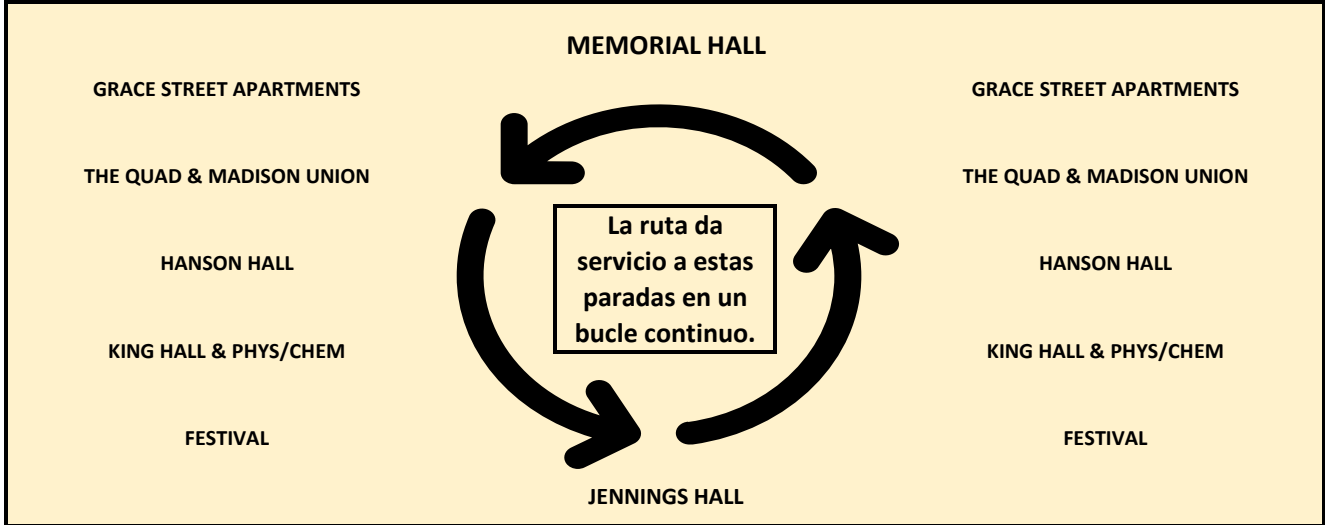 MEMORIAL HALL
GRACE STREET APARTMENTS
THE QUAD & MADISON UNION
HANSON HALL
KING HALL & PHYS/CHEM
FESTIVAL
La ruta da
servicio a estas
paradas en un
bucle continuo.
JENNINGS HALL
GRACE STREET APARTMENTS
THE QUAD & MADISON UNION
HANSON HALL
KING HALL & PHYS/CHEM
FESTIVAL